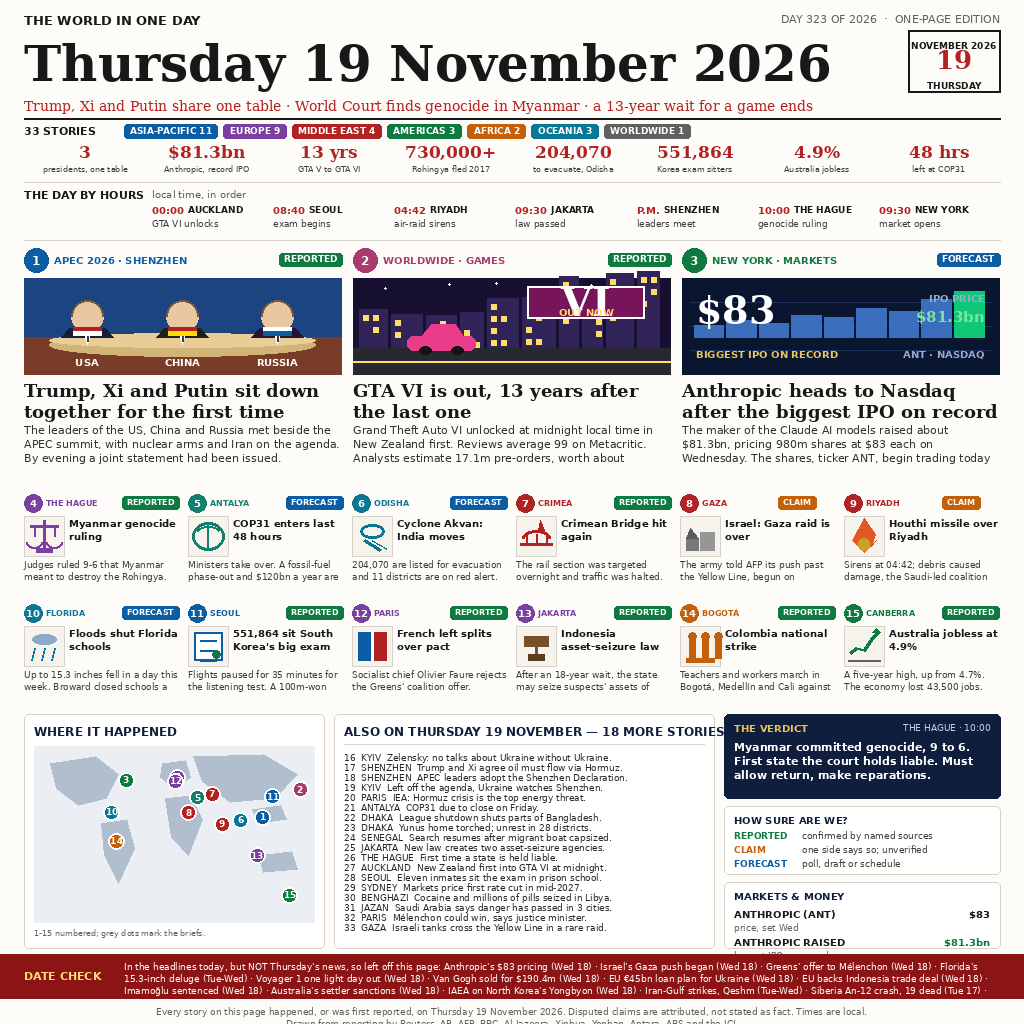 THE WORLD IN ONE DAY
DAY 323 OF 2026 · ONE-PAGE EDITION
Thursday 19 November 2026
NOVEMBER 2026
19
THURSDAY
Trump, Xi and Putin share one table · World Court finds genocide in Myanmar · a 13-year wait for a game ends
33 STORIES
ASIA-PACIFIC 11
EUROPE 9
MIDDLE EAST 4
AMERICAS 3
AFRICA 2
OCEANIA 3
WORLDWIDE 1
3
presidents, one table
$81.3bn
Anthropic, record IPO
13 yrs
GTA V to GTA VI
730,000+
Rohingya fled 2017
204,070
to evacuate, Odisha
551,864
Korea exam sitters
4.9%
Australia jobless
48 hrs
left at COP31
THE DAY BY HOURS local time, in order
00:00 AUCKLAND
GTA VI unlocks
08:40 SEOUL
exam begins
04:42 RIYADH
air-raid sirens
09:30 JAKARTA
law passed
P.M. SHENZHEN
leaders meet
10:00 THE HAGUE
genocide ruling
09:30 NEW YORK
market opens
1 APEC 2026 · SHENZHEN
REPORTED
USA
CHINA
RUSSIA
Trump, Xi and Putin sit down
together for the first time
The leaders of the US, China and Russia met beside the
APEC summit, with nuclear arms and Iran on the agenda.
By evening a joint statement had been issued.
2 WORLDWIDE · GAMES
REPORTED
VI
OUT NOW
GTA VI is out, 13 years after
the last one
Grand Theft Auto VI unlocked at midnight local time in
New Zealand first. Reviews average 99 on Metacritic.
Analysts estimate 17.1m pre-orders, worth about
3 NEW YORK · MARKETS
FORECAST
$83
IPO PRICE
$81.3bn
BIGGEST IPO ON RECORD
ANT · NASDAQ
Anthropic heads to Nasdaq
after the biggest IPO on record
The maker of the Claude AI models raised about
$81.3bn, pricing 980m shares at $83 each on
Wednesday. The shares, ticker ANT, begin trading today
4 THE HAGUE
REPORTED
Myanmar genocide
ruling
Judges ruled 9-6 that Myanmar
meant to destroy the Rohingya.
5 ANTALYA
FORECAST
COP31 enters last
48 hours
Ministers take over. A fossil-fuel
phase-out and $120bn a year are
6 ODISHA
FORECAST
Cyclone Akvan:
India moves
204,070 are listed for evacuation
and 11 districts are on red alert.
7 CRIMEA
REPORTED
Crimean Bridge hit
again
The rail section was targeted
overnight and traffic was halted.
8 GAZA
CLAIM
Israel: Gaza raid is
over
The army told AFP its push past
the Yellow Line, begun on
9 RIYADH
CLAIM
Houthi missile over
Riyadh
Sirens at 04:42; debris caused
damage, the Saudi-led coalition
10 FLORIDA
FORECAST
Floods shut Florida
schools
Up to 15.3 inches fell in a day this
week. Broward closed schools a
11 SEOUL
REPORTED
551,864 sit South
Korea's big exam
Flights paused for 35 minutes for
the listening test. A 100m-won
12 PARIS
REPORTED
French left splits
over pact
Socialist chief Olivier Faure rejects
the Greens' coalition offer.
13 JAKARTA
REPORTED
Indonesia
asset-seizure law
After an 18-year wait, the state
may seize suspects' assets of
14 BOGOTÁ
REPORTED
Colombia national
strike
Teachers and workers march in
Bogotá, Medellín and Cali against
15 CANBERRA
REPORTED
Australia jobless at
4.9%
A five-year high, up from 4.7%.
The economy lost 43,500 jobs.
WHERE IT HAPPENED
3
12
5
7
8
10
14
9
6
1
11
2
13
15
1-15 numbered; grey dots mark the briefs.
ALSO ON THURSDAY 19 NOVEMBER — 18 MORE STORIES
16 KYIV Zelensky: no talks about Ukraine without Ukraine.
17 SHENZHEN Trump and Xi agree oil must flow via Hormuz.
18 SHENZHEN APEC leaders adopt the Shenzhen Declaration.
19 KYIV Left off the agenda, Ukraine watches Shenzhen.
20 PARIS IEA: Hormuz crisis is the top energy threat.
21 ANTALYA COP31 due to close on Friday.
22 DHAKA League shutdown shuts parts of Bangladesh.
23 DHAKA Yunus home torched; unrest in 28 districts.
24 SENEGAL Search resumes after migrant boat capsized.
25 JAKARTA New law creates two asset-seizure agencies.
26 THE HAGUE First time a state is held liable.
27 AUCKLAND New Zealand first into GTA VI at midnight.
28 SEOUL Eleven inmates sit the exam in prison school.
29 SYDNEY Markets price first rate cut in mid-2027.
30 BENGHAZI Cocaine and millions of pills seized in Libya.
31 JAZAN Saudi Arabia says danger has passed in 3 cities.
32 PARIS Mélenchon could win, says justice minister.
33 GAZA Israeli tanks cross the Yellow Line in a rare raid.
THE VERDICT
THE HAGUE · 10:00
Myanmar committed genocide, 9 to 6.
First state the court holds liable. Must
allow return, make reparations.
HOW SURE ARE WE?
REPORTED confirmed by named sources
CLAIM one side says so; unverified
FORECAST poll, draft or schedule
MARKETS & MONEY
ANTHROPIC (ANT) $83
price, set Wed
ANTHROPIC RAISED $81.3bn
DATE CHECK
In the headlines today, but NOT Thursday's news, so left off this page: Anthropic's $83 pricing (Wed 18) · Israel's Gaza push began (Wed 18) · Greens' offer to Mélenchon (Wed 18) · Florida's
15.3-inch deluge (Tue-Wed) · Voyager 1 one light day out (Wed 18) · Van Gogh sold for $190.4m (Wed 18) · EU €45bn loan plan for Ukraine (Wed 18) · EU backs Indonesia trade deal (Wed 18) ·
Imamoğlu sentenced (Wed 18) · Australia's settler sanctions (Wed 18) · IAEA on North Korea's Yongbyon (Wed 18) · Iran-Gulf strikes, Qeshm (Tue-Wed) · Siberia An-12 crash, 19 dead (Tue 17) ·
Every story on this page happened, or was first reported, on Thursday 19 November 2026. Disputed claims are attributed, not stated as fact. Times are local.
Drawn from reporting by Reuters, AP, AFP, BBC, Al Jazeera, Xinhua, Yonhap, Antara, ABS and the ICJ.